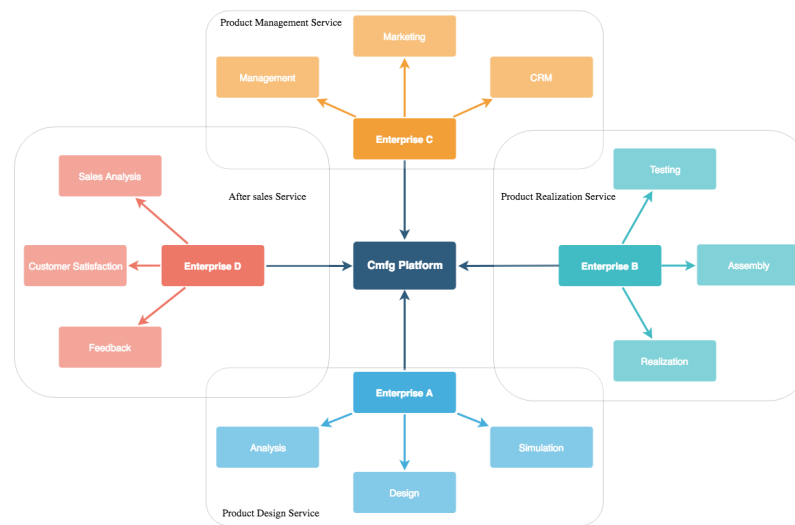 Product Management Service
Marketing
Management
CRM
Enterprise C
Sales Analysis
After sales Service
Customer Satisfaction
Enterprise D
Feedback
Cmfg Platform
Testing
Product Realization Service
Enterprise B
Assembly
Realization
Enterprise A
Analysis
Simulation
Design
Product Design Service